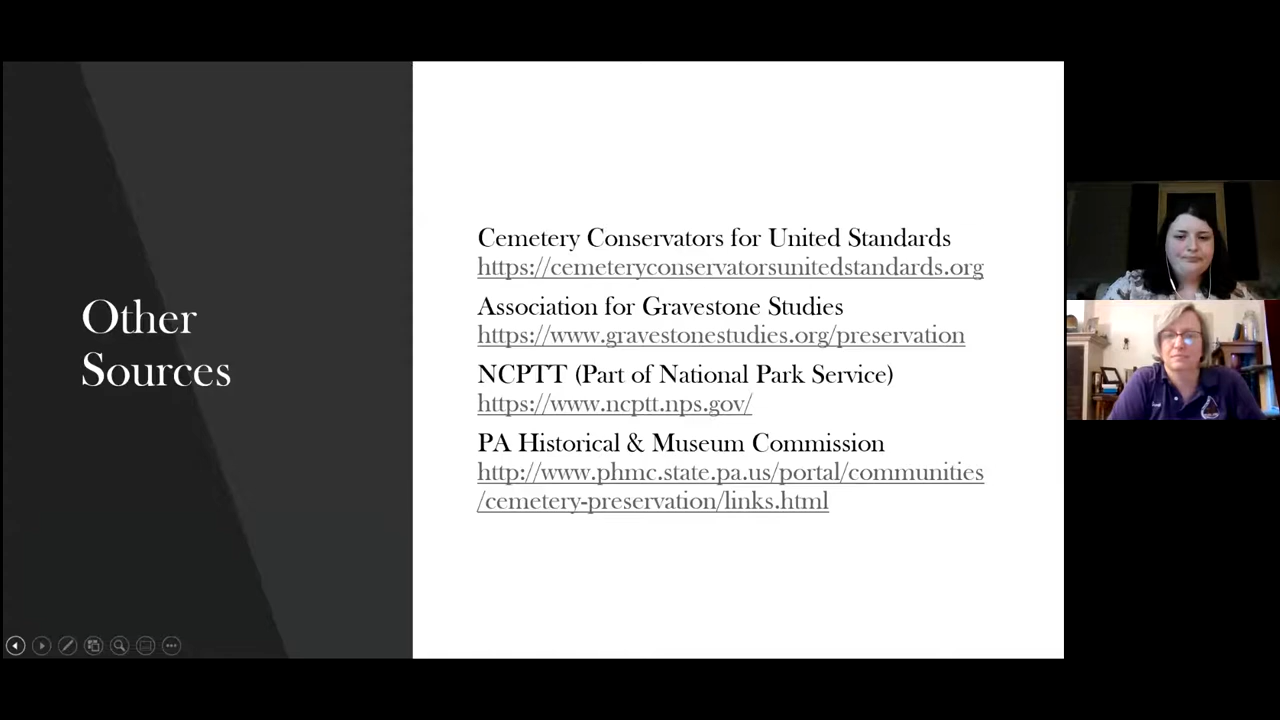 Other
Sources
Cemetery Conservators for United Standards
https://cemeteryconservatorsunitedstandards.org
Association for Gravestone Studies
https://www.gravestonestudies.org/preservation
NCPTT (Part of National Park Service)
https://www.ncptt.nps.gov/
PA Historical & Museum Commission
http://www.phmc.state.pa.us/portal/communities
/cemetery-preservation/links.html